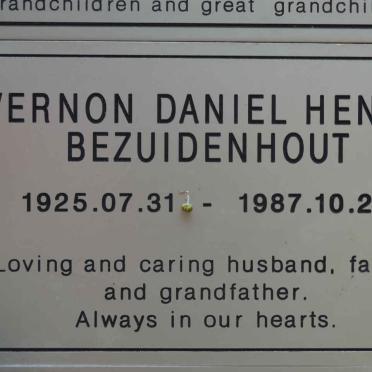 randchildren and great grandchil
VERNON DANIEL HEN
BEZUIDENHOUT
1925.07.31 - 1987.10.2
Loving and caring husband, fa
and grandfather.
Always in our hearts.